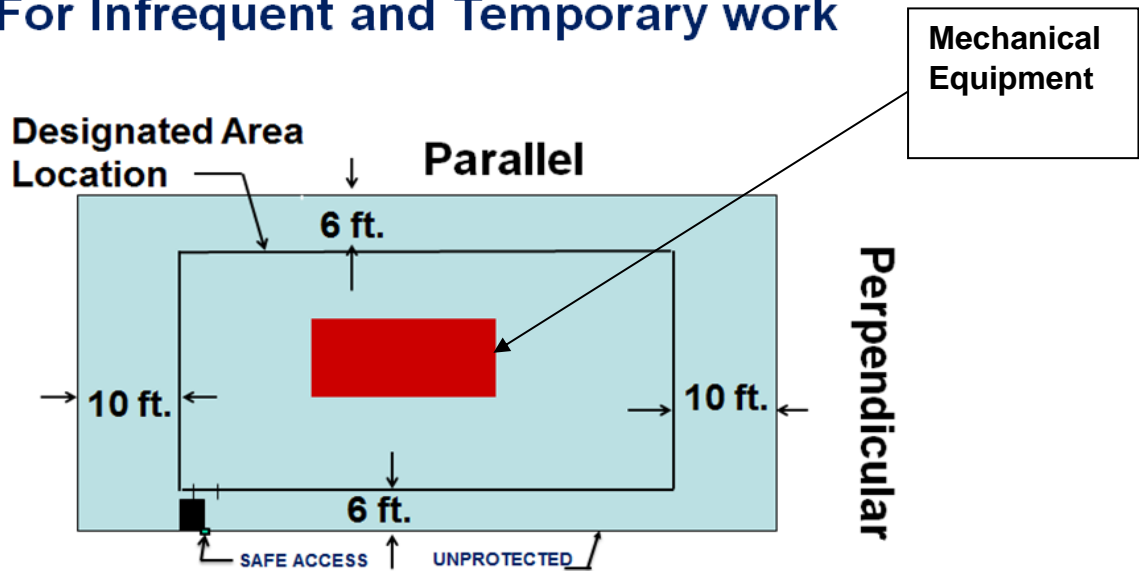 For Infrequent and Temporary work
Mechanical
Equipment
Designated Area
Location
Parallel
6 ft.
Perpendicular
10 ft.
10 ft.
6 ft.
SAFE ACCESS
UNPROTECTED